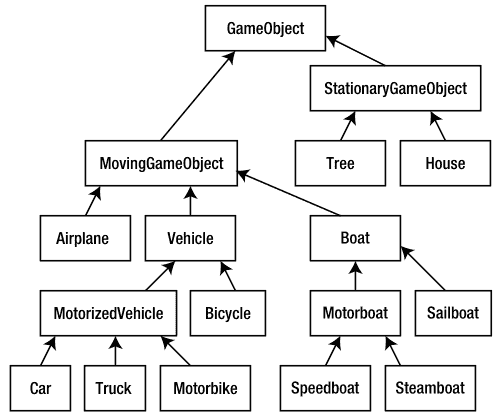 GameObject
StationaryGameObject
MovingGameObject
Tree
House
Airplane
Vehicle
Boat
MotorizedVehicle
Bicycle
Motorboat
Sailboat
Car
Truck
Motorbike
Speedboat
Steamboat